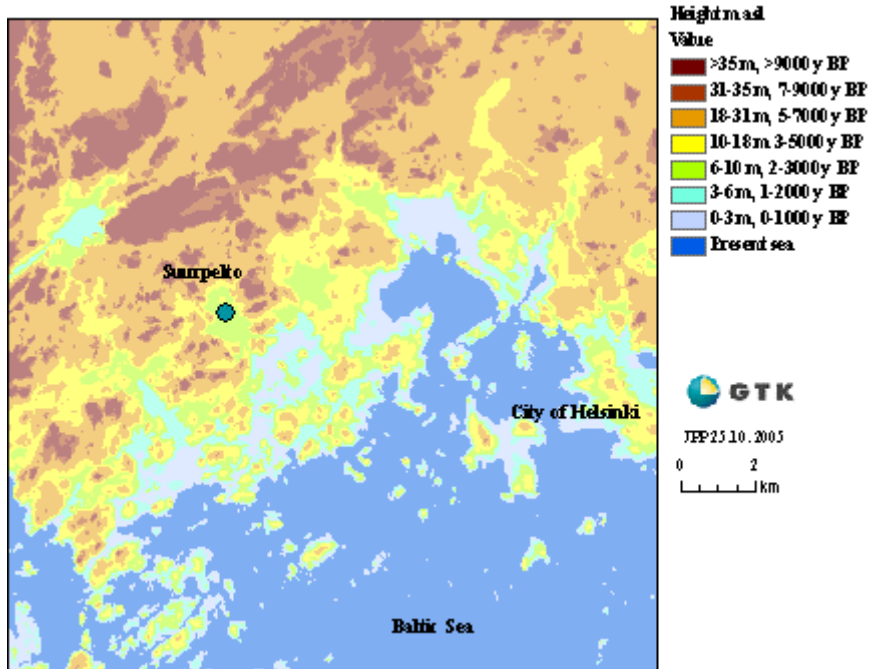 Height m asl
Value
>35 m, >9000 y BP
31-35 m, 7-9000 y BP
18-31 m, 5-7000 y BP
10-18 m 3-5000 y BP
6-10 m, 2-3000 y BP
3-6 m, 1-2000 y BP
0-3 m, 0-1000 y BP
Present sea
Suurpelto
City of Helsinki
Baltic Sea
GTK
JPP 25.10.2005
0 2
km